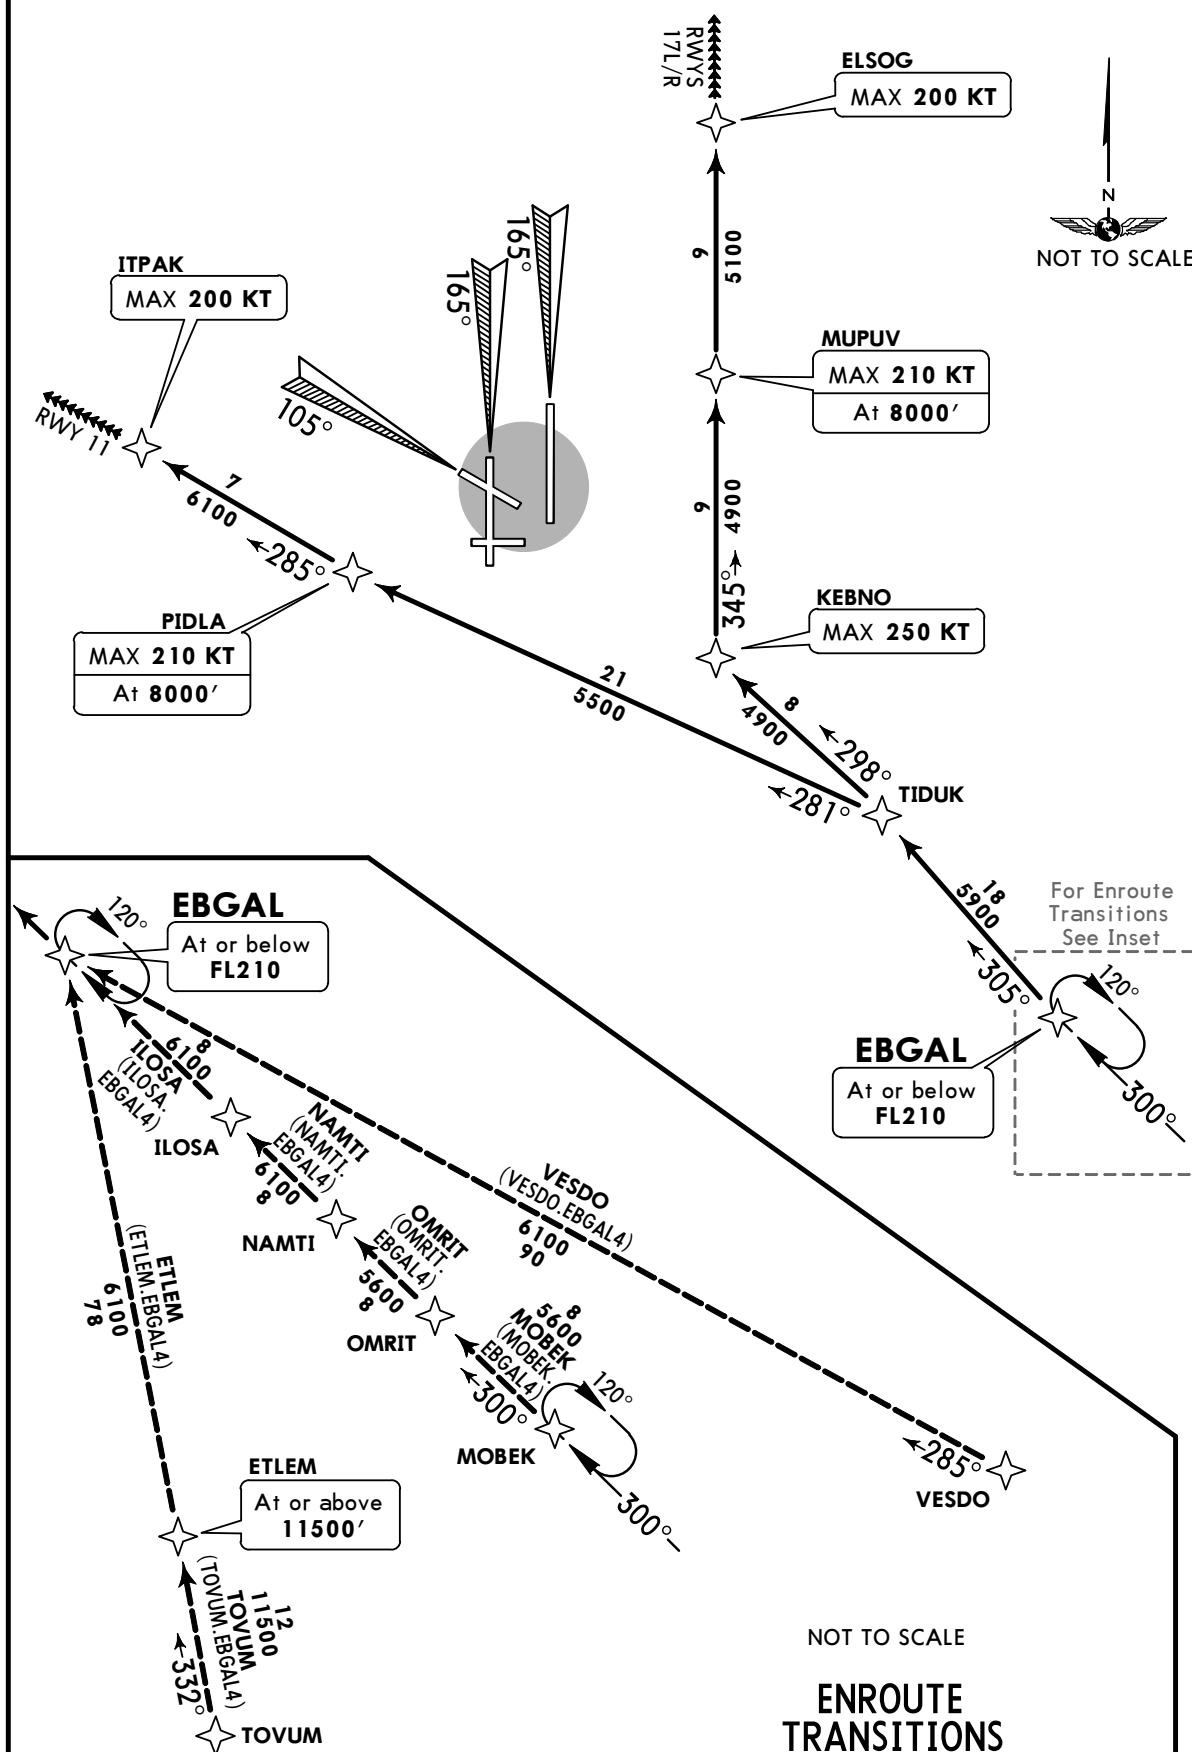 RWYS
17L/R
ELSOG
MAX 200 KT
N
NOT TO SCALE
9
5100
165°
165°
105°
ITPAK
MAX 200 KT
RWY 11
MUPUV
MAX 210 KT
At 8000′
7
6100
285°
9
4900
345°
PIDLA
MAX 210 KT
At 8000′
KEBNO
MAX 250 KT
21
5500
8
4900
298°
281°
TIDUK
18
5900
305°
For Enroute
Transitions
See Inset
120°
EBGAL
At or below
FL210
300°
EBGAL
At or below
FL210
120°
8
6100
ILOSA
(ILOSA.
EBGAL4)
ILOSA
NAMTI
(NAMTI.
EBGAL4)
6100
8
NAMTI
OMRIT
(OMRIT.
EBGAL4)
5600
8
OMRIT
8
5600
MOBEK
(MOBEK.
EBGAL4)
300°
120°
MOBEK
300°
VESDO
(VESDO.EBGAL4)
6100
90
285°
VESDO
ETLEM
(ETLEM.EBGAL4)
6100
78
ETLEM
At or above
11500′
12
11500
TOVUM
(TOVUM.EBGAL4)
332°
TOVUM
NOT TO SCALE
ENROUTE
TRANSITIONS